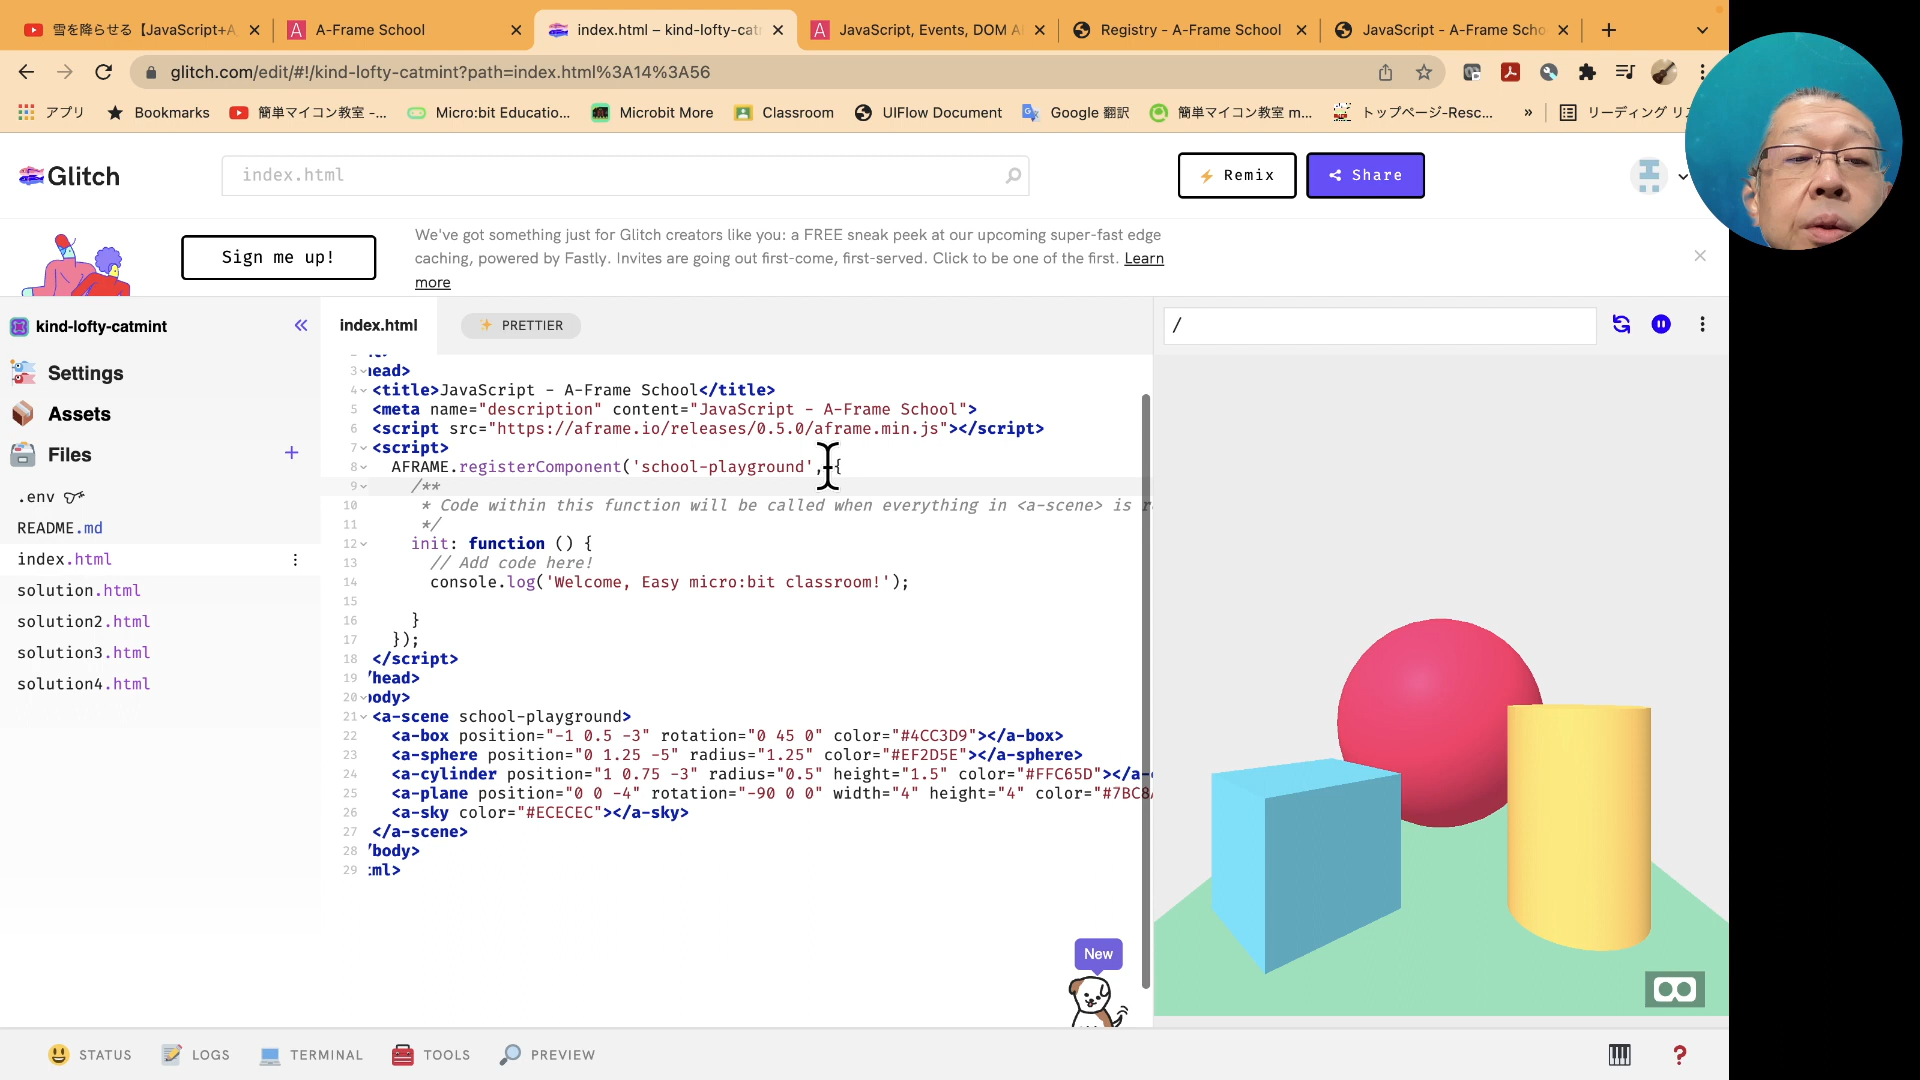 雪を降らせる【JavaScript+A
A-Frame School
index.html – kind-lofty-catm
JavaScript, Events, DOM A
Registry - A-Frame School
JavaScript - A-Frame Scho
glitch.com/edit/#!/kind-lofty-catmint?path=index.html%3A14%3A56
アプリ
Bookmarks
簡単マイコン教室 -...
Micro:bit Educatio...
Microbit More
Classroom
UIFlow Document
Google 翻訳
簡単マイコン教室 m...
トップページ-Resc...
»
リーディング リス
Glitch
index.html
Remix
Share
Sign me up!
We've got something just for Glitch creators like you: a FREE sneak peek at our upcoming super-fast edge
caching, powered by Fastly. Invites are going out first-come, first-served. Click to be one of the first. Learn
more
kind-lofty-catmint
«
Settings
Assets
Files
+
.env
README.md
index.html
solution.html
solution2.html
solution3.html
solution4.html
index.html
PRETTIER
/
3 head>
4 <title>JavaScript - A-Frame School</title>
5 <meta name="description" content="JavaScript - A-Frame School">
6 <script src="https://aframe.io/releases/0.5.0/aframe.min.js"></script>
7 <script>
8 AFRAME.registerComponent('school-playground', {
9 /**
10 * Code within this function will be called when everything in <a-scene> is r
11 */
12 init: function () {
13 // Add code here!
14 console.log('Welcome, Easy micro:bit classroom!');
15
16 }
17 });
18 </script>
19 /head>
20 body>
21 <a-scene school-playground>
22 <a-box position="-1 0.5 -3" rotation="0 45 0" color="#4CC3D9"></a-box>
23 <a-sphere position="0 1.25 -5" radius="1.25" color="#EF2D5E"></a-sphere>
24 <a-cylinder position="1 0.75 -3" radius="0.5" height="1.5" color="#FFC65D"></a-c
25 <a-plane position="0 0 -4" rotation="-90 0 0" width="4" height="4" color="#7BC8A
26 <a-sky color="#ECECEC"></a-sky>
27 </a-scene>
28 /body>
29 tml>
New
STATUS
LOGS
TERMINAL
TOOLS
PREVIEW
?